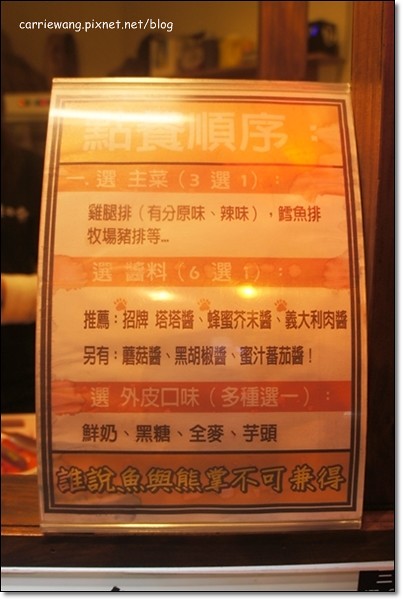 carriewang.pixnet.net/blog
點餐順序：
一.選 主菜（3 選1）：
雞腿排（有分原味、辣味），鱈魚排
牧場豬排等...
選 醬料（6 選1）：
推薦：招牌 塔塔醬、蜂蜜芥末醬、義大利肉醬
另有：蘑菇醬、黑胡椒醬、蜜汁蕃茄醬！
選 外皮口味（多種選一）：
鮮奶、黑糖、全麥、芋頭
誰說魚與熊掌不可兼得